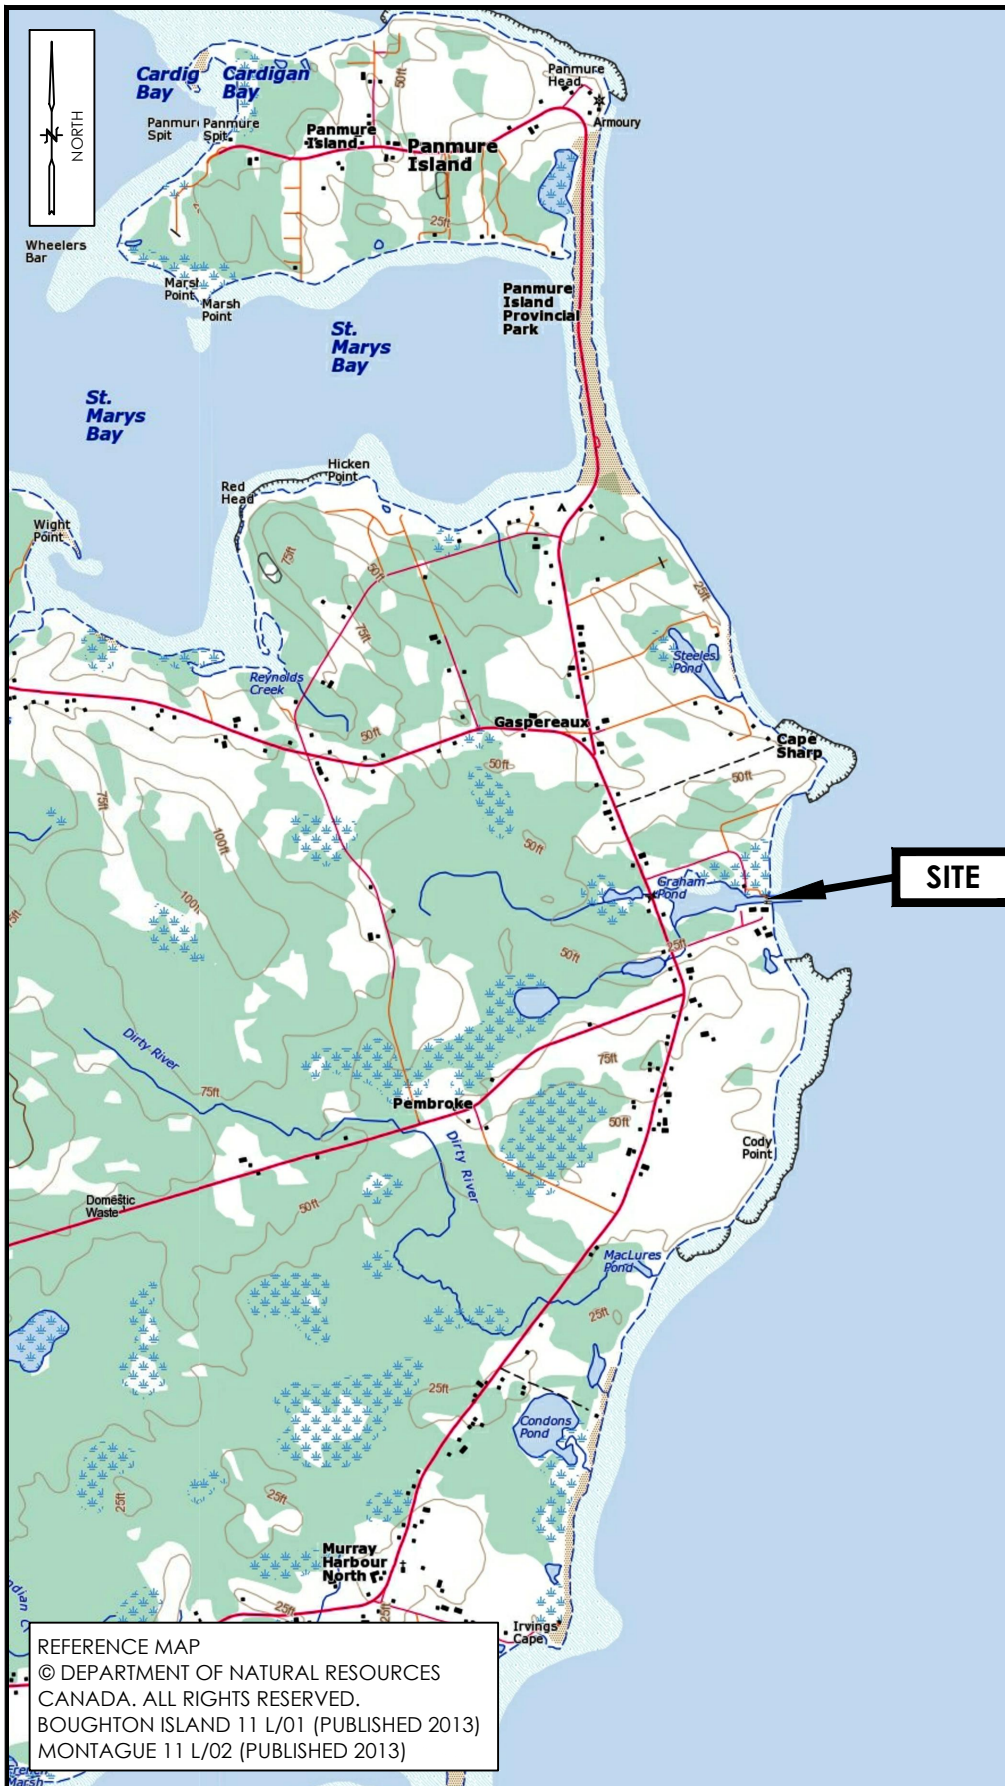 NORTH
Cardig
Bay
Cardigan
Bay
Panmure
Spit
Panmure
Island
Panmure
Island
50ft
Panmure
Head
Armoury
25ft
Wheelers
Bar
Marsh
Point
Panmure
Island
Provincial
Park
St.
Marys
Bay
St.
Marys
Bay
Hicken
Point
Red
Head
Wight
Point
75ft
50ft
75ft
25ft
Steeles
Pond
Reynolds
Creek
Gaspereaux
50ft
50ft
Cape
Sharp
50ft
75ft
100ft
50ft
SITE
Graham
Pond
100ft
25ft
50ft
Dirty River
75ft
75ft
Pembroke
50ft
Dirty River
Cody
Point
Domestic
Waste
50ft
MacLures
Pond
25ft
25ft
Condons
Pond
25ft
25ft
Murray
Harbour
North
25ft
25ft
Irvings
Cape
REFERENCE MAP
© DEPARTMENT OF NATURAL RESOURCES
CANADA. ALL RIGHTS RESERVED.
BOUGHTON ISLAND 11 L/01 (PUBLISHED 2013)
MONTAGUE 11 L/02 (PUBLISHED 2013)
French
Marsh